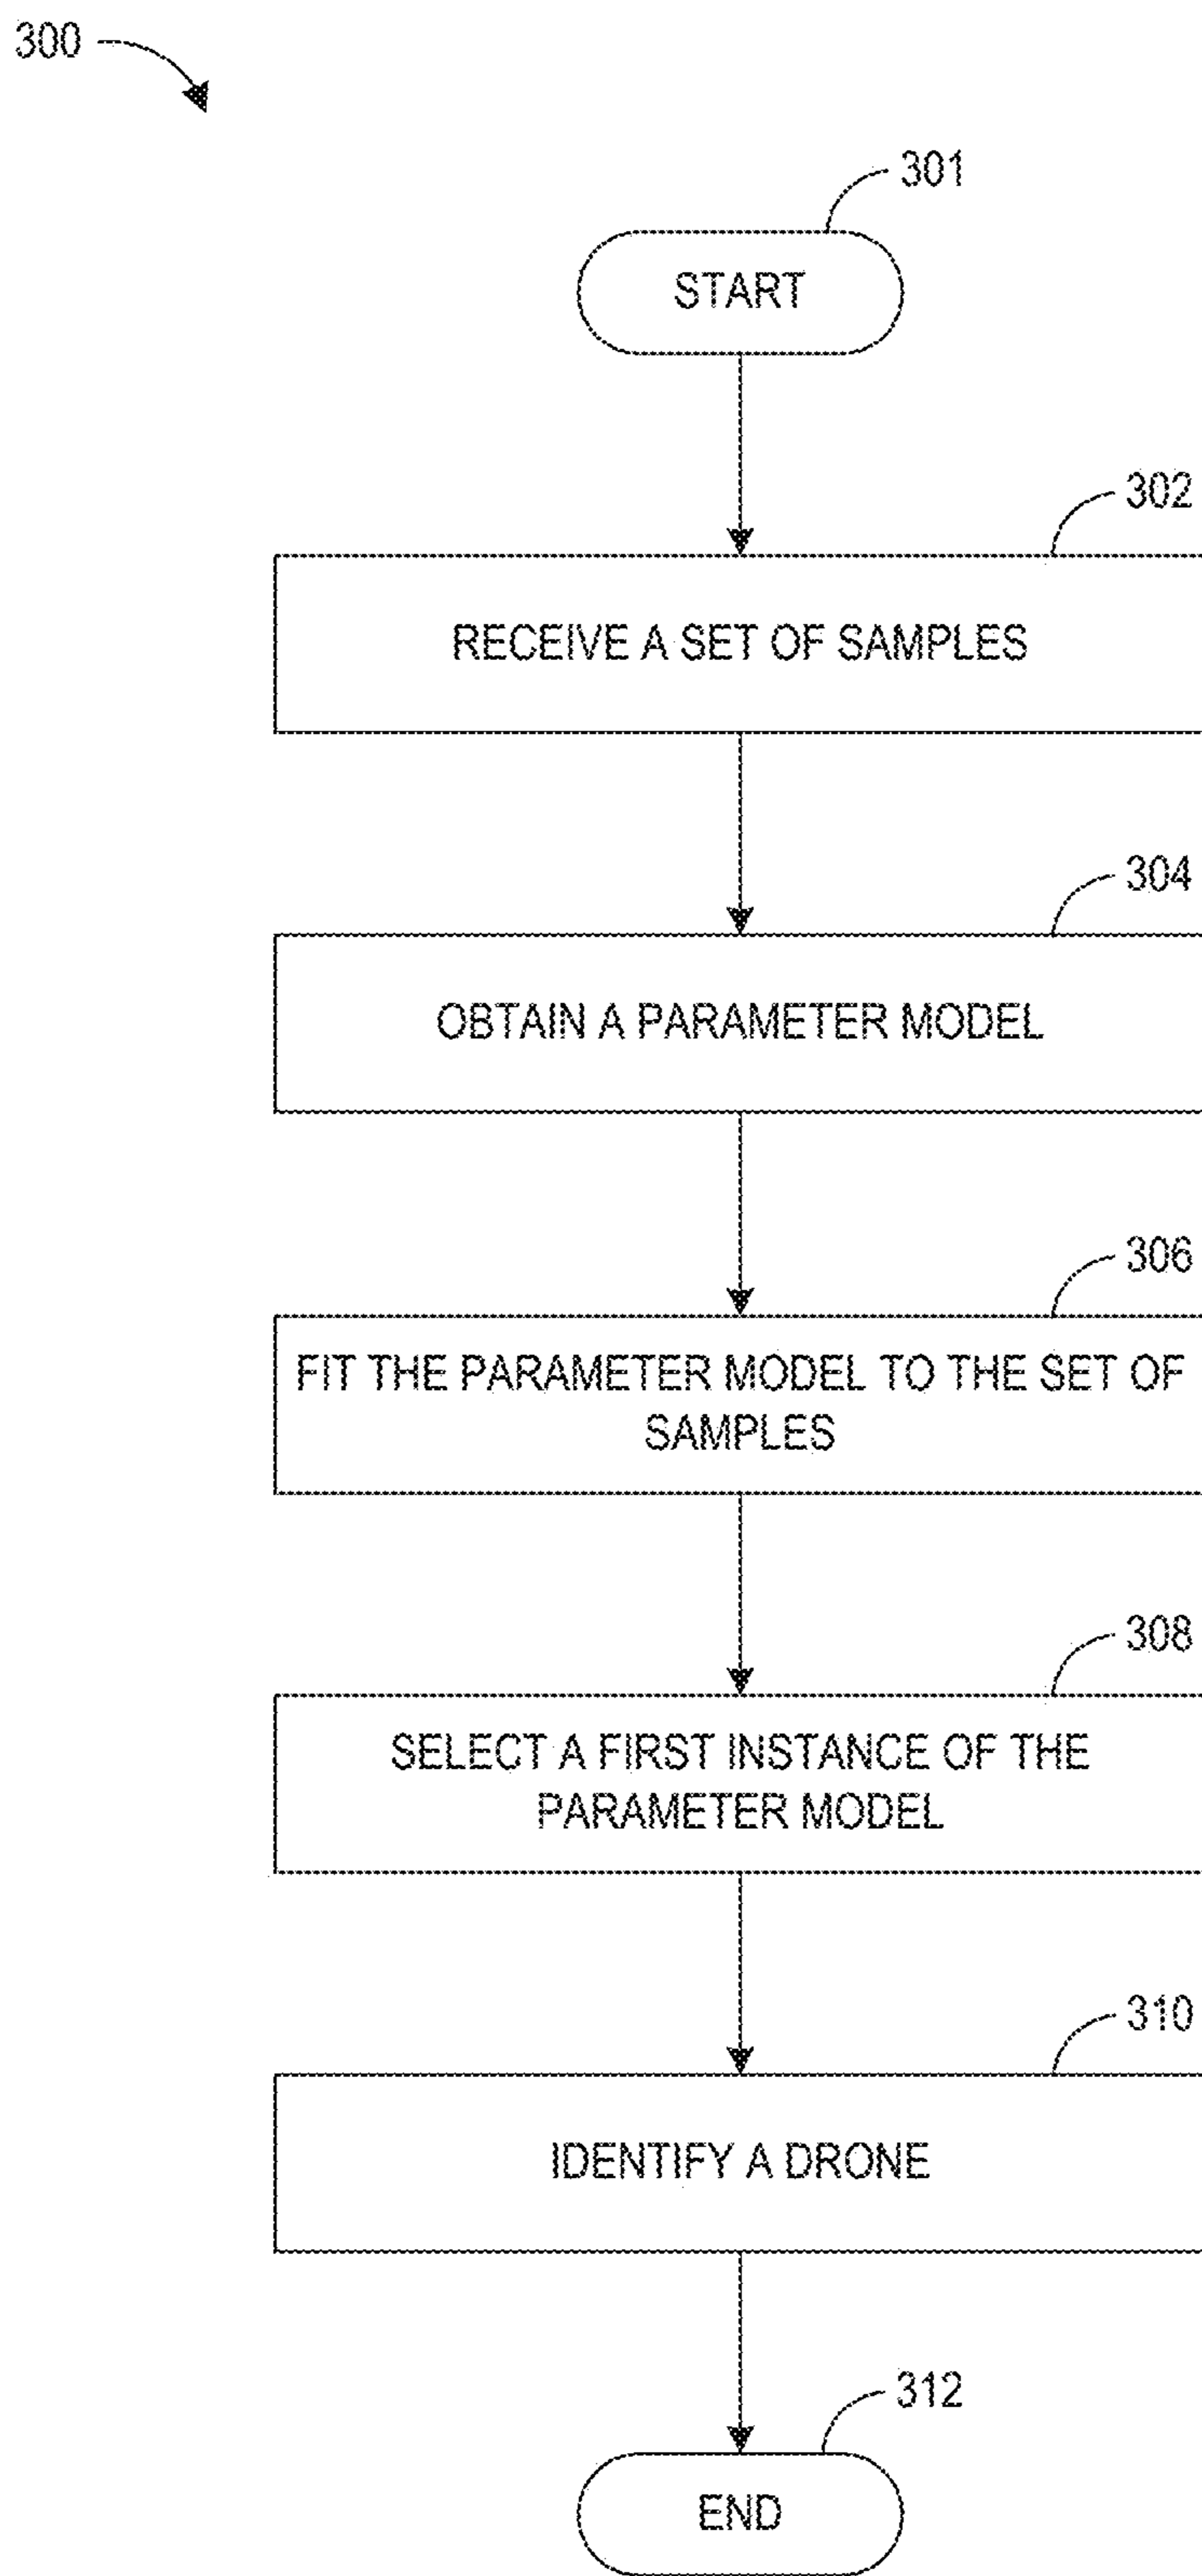 300
301
START
302
RECEIVE A SET OF SAMPLES
304
OBTAIN A PARAMETER MODEL
306
FIT THE PARAMETER MODEL TO THE SET OF
SAMPLES
308
SELECT A FIRST INSTANCE OF THE
PARAMETER MODEL
310
IDENTIFY A DRONE
312
END